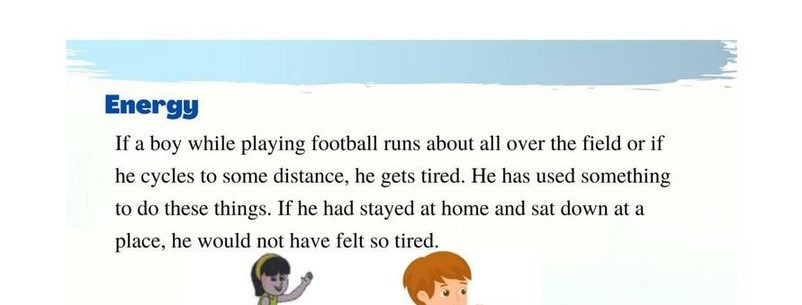 Energy
If a boy while playing football runs about all over the field or if
he cycles to some distance, he gets tired. He has used something
to do these things. If he had stayed at home and sat down at a
place, he would not have felt so tired.